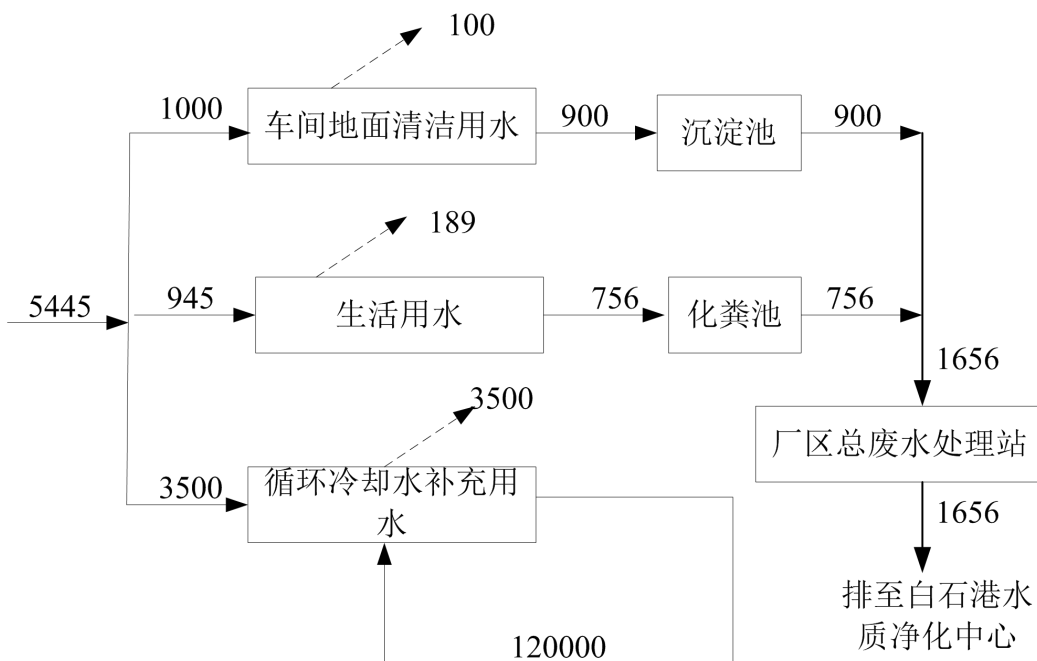 100
1000
车间地面清洁用水
900
沉淀池
900
189
5445
945
生活用水
756
化粪池
756
1656
3500
厂区总废水处理站
3500
循环冷却水补充用
水
1656
排至白石港水
质净化中心
120000